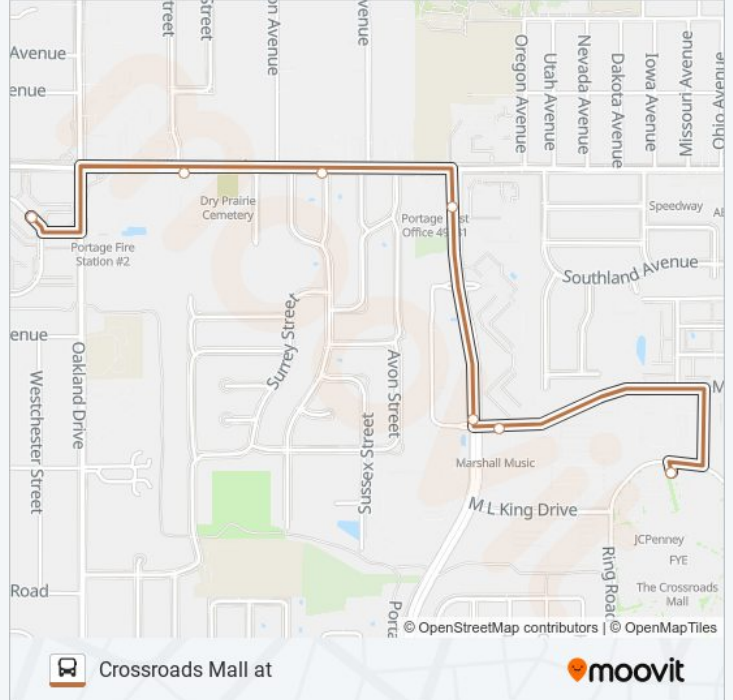 treet
Street
on Avenue
venue
Avenue
enue
Oregon Avenue
Utah Avenue
Nevada Avenue
Dakota Avenue
Iowa Avenue
Missouri Avenue
Ohio Avenue
Dry Prairie
Cemetery
Speedway
Portage Fire
Station #2
Southland Avenue
Surrey Street
enue
Oakland Drive
Avon Street
Westchester Street
Sussex Street
M
Marshall Music
M L King Drive
JCPenney
FYE
Ring Road
The Crossroads
Mall
Road
Porta
© OpenStreetMap contributors | © OpenMapTiles
Crossroads Mall at
moovit